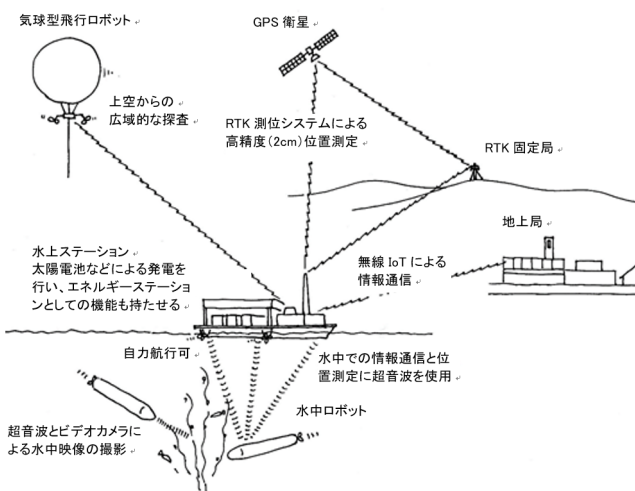 気球型飛行ロボット
GPS 衛星
上空からの
広域的な探査
RTK 測位システムによる
高精度(2cm)位置測定
RTK 固定局
地上局
水上ステーション
太陽電池などによる発電を
行い、エネルギーステーショ
ンとしての機能も持たせる
無線 IoT による
情報通信
自力航行可
水中での情報通信と位
置測定に超音波を使用
水中ロボット
超音波とビデオカメラに
よる水中映像の撮影